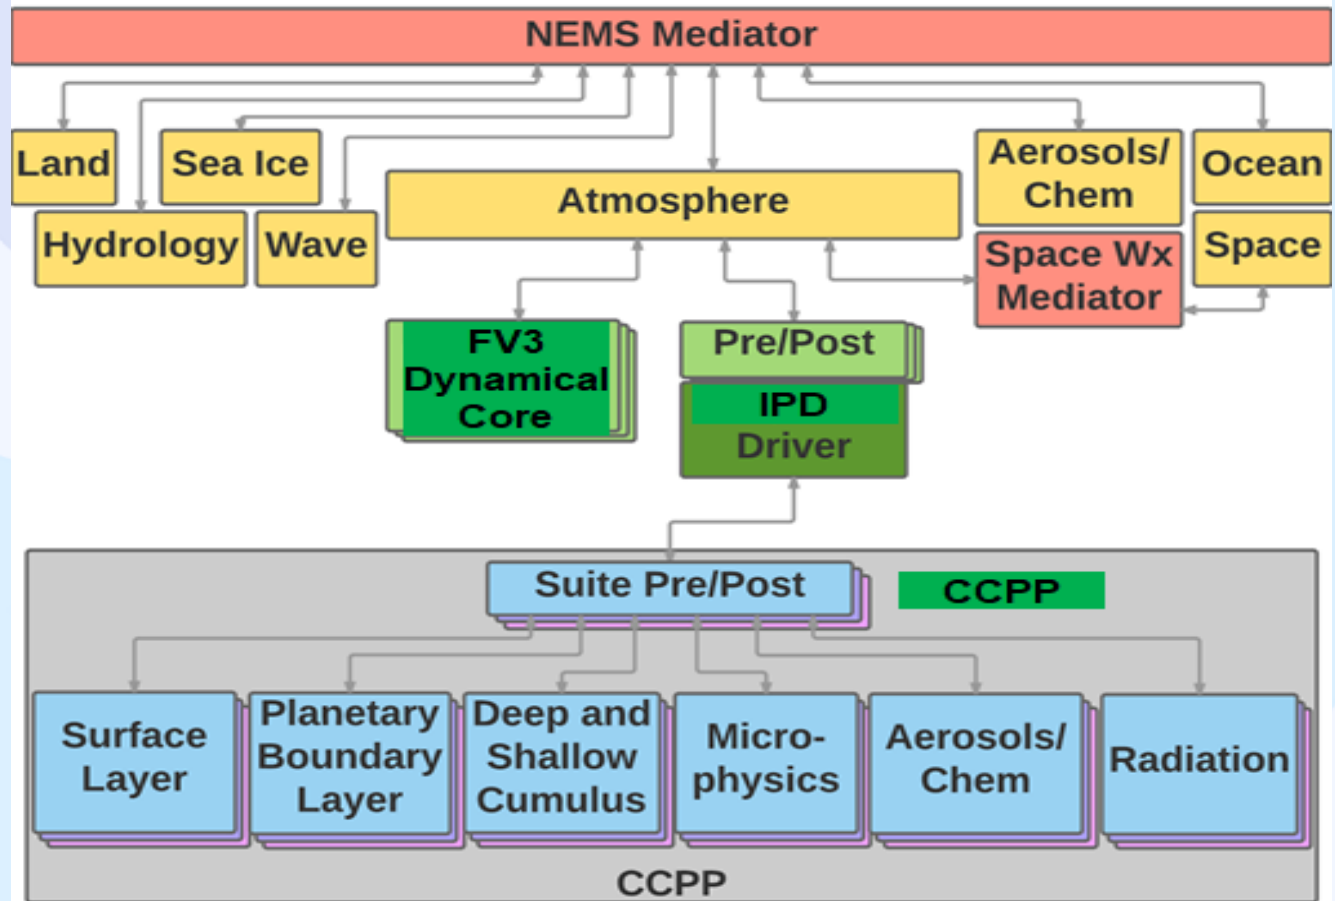 NEMS Mediator
Land
Sea Ice
Hydrology
Wave
Atmosphere
Aerosols/
Chem
Ocean
Space Wx
Mediator
Space
FV3
Dynamical
Core
Pre/Post
IPD
Driver
Suite Pre/Post
CCPP
Surface
Layer
Planetary
Boundary
Layer
Deep and
Shallow
Cumulus
Micro-
physics
Aerosols/
Chem
Radiation
CCPP